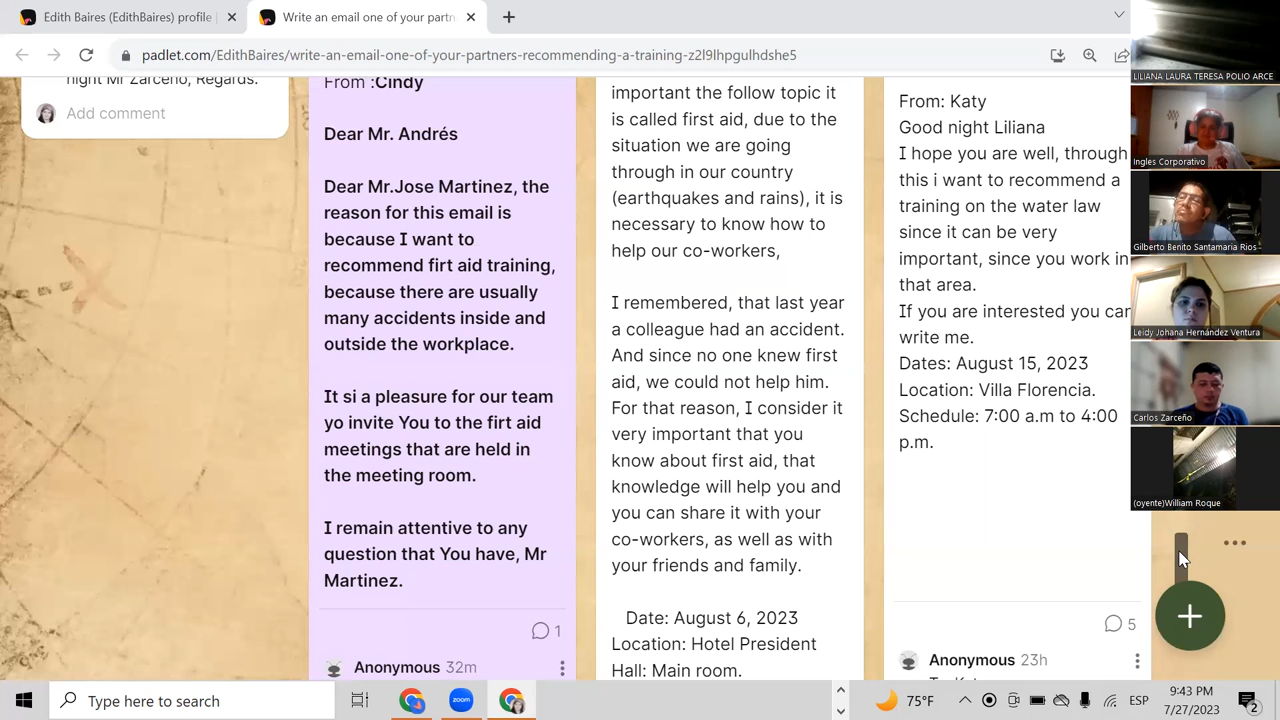 Edith Baires (EdithBaires) profile
Write an email one of your partn
padlet.com/EdithBaires/write-an-email-one-of-your-partners-recommending-a-training-z2l9lhpgulhdshe5
night Mr Zarceño, Regards.
Add comment
From :Cindy
Dear Mr. Andrés
Dear Mr.Jose Martinez, the
reason for this email is
because I want to
recommend firt aid training,
because there are usually
many accidents inside and
outside the workplace.
It si a pleasure for our team
yo invite You to the firt aid
meetings that are held in
the meeting room.
I remain attentive to any
question that You have, Mr
Martinez.
1
Anonymous 32m
important the follow topic it
is called first aid, due to the
situation we are going
through in our country
(earthquakes and rains), it is
necessary to know how to
help our co-workers,
I remembered, that last year
a colleague had an accident.
And since no one knew first
aid, we could not help him.
For that reason, I consider it
very important that you
know about first aid, that
knowledge will help you and
you can share it with your
co-workers, as well as with
your friends and family.
Date: August 6, 2023
Location: Hotel President
Hall: Main room.
From: Katy
Good night Liliana
I hope you are well, through
this i want to recommend a
training on the water law
since it can be very
important, since you work in
that area.
If you are interested you can
write me.
Dates: August 15, 2023
Location: Villa Florencia.
Schedule: 7:00 a.m to 4:00
p.m.
5
Anonymous 23h
LILIANA LAURA TERESA POLIO ARCE
Ingles Corporativo
Gilberto Benito Santamaria Rios
Leidy Johana Hernández Ventura
Carlos Zarceño
(oyente)William Roque
Type here to search
zoom
75°F
ESP
9:43 PM
7/27/2023
2